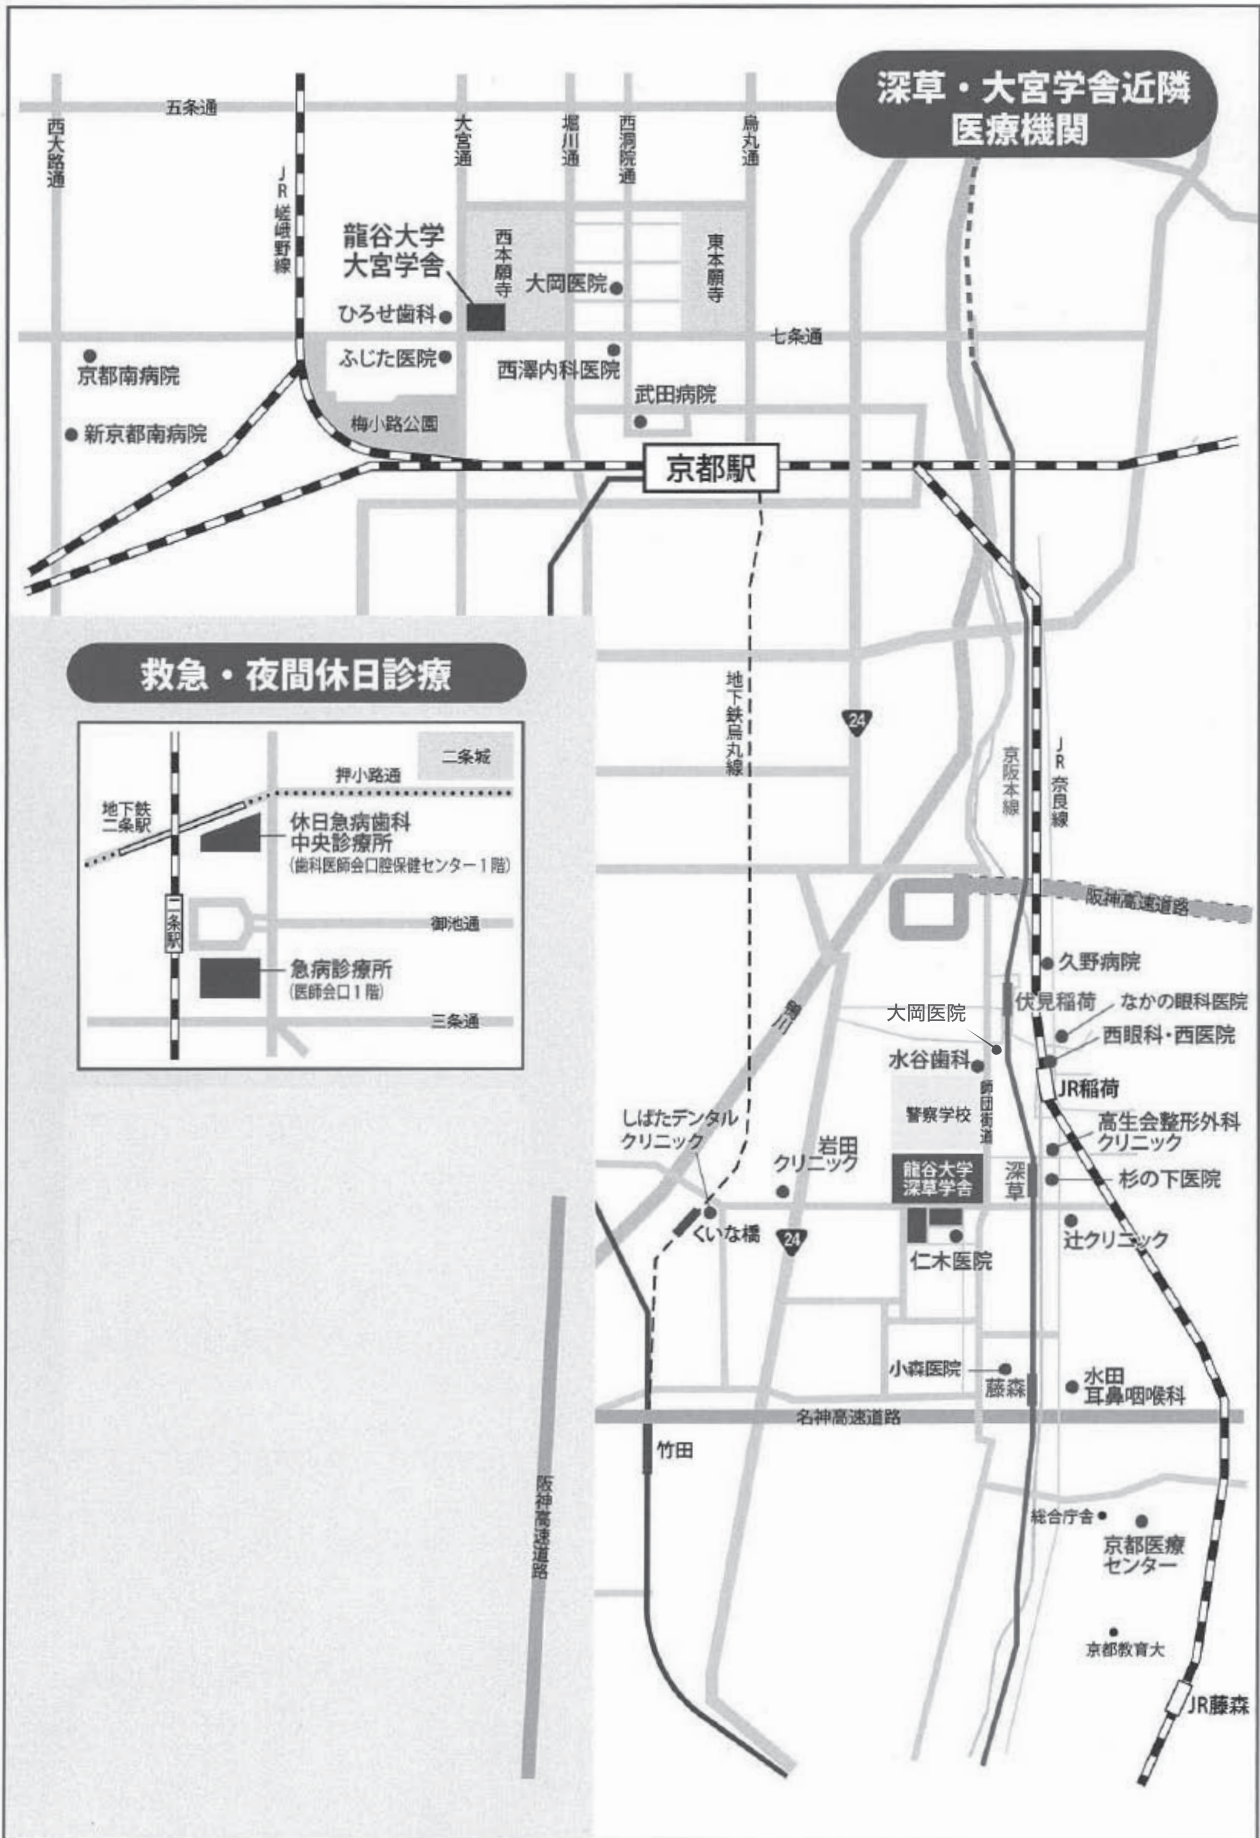 深草・大宮学舎近隣
医療機関
五条通
西大路通
JR嵯峨野線
大宮通
堀川通
西洞院通
烏丸通
龍谷大学
大宮学舎
西本願寺
大岡医院
東本願寺
ひろせ歯科
七条通
ふじた医院
西澤内科医院
京都南病院
武田病院
新京都南病院
梅小路公園
京都駅
救急・夜間休日診療
二条城
押小路通
地下鉄
二条駅
休日急病歯科
中央診療所
(歯科医師会口腔保健センター1階)
二条駅
御池通
急病診療所
(医師会口1階)
三条通
地下鉄烏丸線
24
京阪本線
JR奈良線
阪神高速道路
久野病院
伏見稲荷
なかの眼科医院
大岡医院
西眼科・西医院
鴨川
水谷歯科
JR稲荷
師団街道
警察学校
しばたデンタル
クリニック
岩田
クリニック
高生会整形外科
クリニック
龍谷大学
深草学舎
深草
杉の下医院
くいな橋
24
仁木医院
辻クリニック
小森医院
藤森
水田
耳鼻咽喉科
名神高速道路
竹田
阪神高速道路
総合庁舎
京都医療
センター
京都教育大
JR藤森